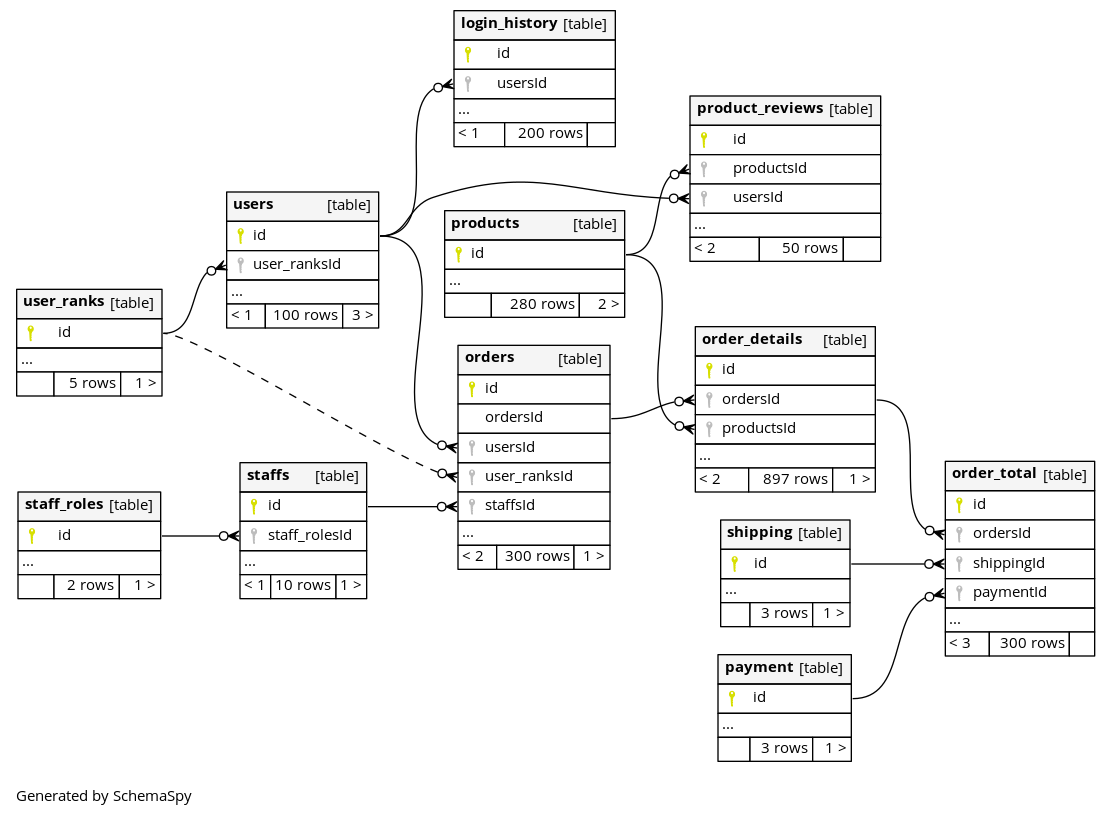 login_history [table]
id
usersId
...
< 1 200 rows
product_reviews [table]
id
productsId
usersId
...
< 2 50 rows
users [table]
id
user_ranksId
...
< 1 100 rows 3 >
products [table]
id
...
280 rows 2 >
user_ranks [table]
id
...
5 rows 1 >
order_details [table]
id
ordersId
productsId
...
< 2 897 rows 1 >
orders [table]
id
ordersId
usersId
user_ranksId
staffsId
...
< 2 300 rows 1 >
staffs [table]
id
staff_rolesId
...
< 1 10 rows 1 >
staff_roles [table]
id
...
2 rows 1 >
order_total [table]
id
ordersId
shippingId
paymentId
...
< 3 300 rows
shipping [table]
id
...
3 rows 1 >
payment [table]
id
...
3 rows 1 >
Generated by SchemaSpy